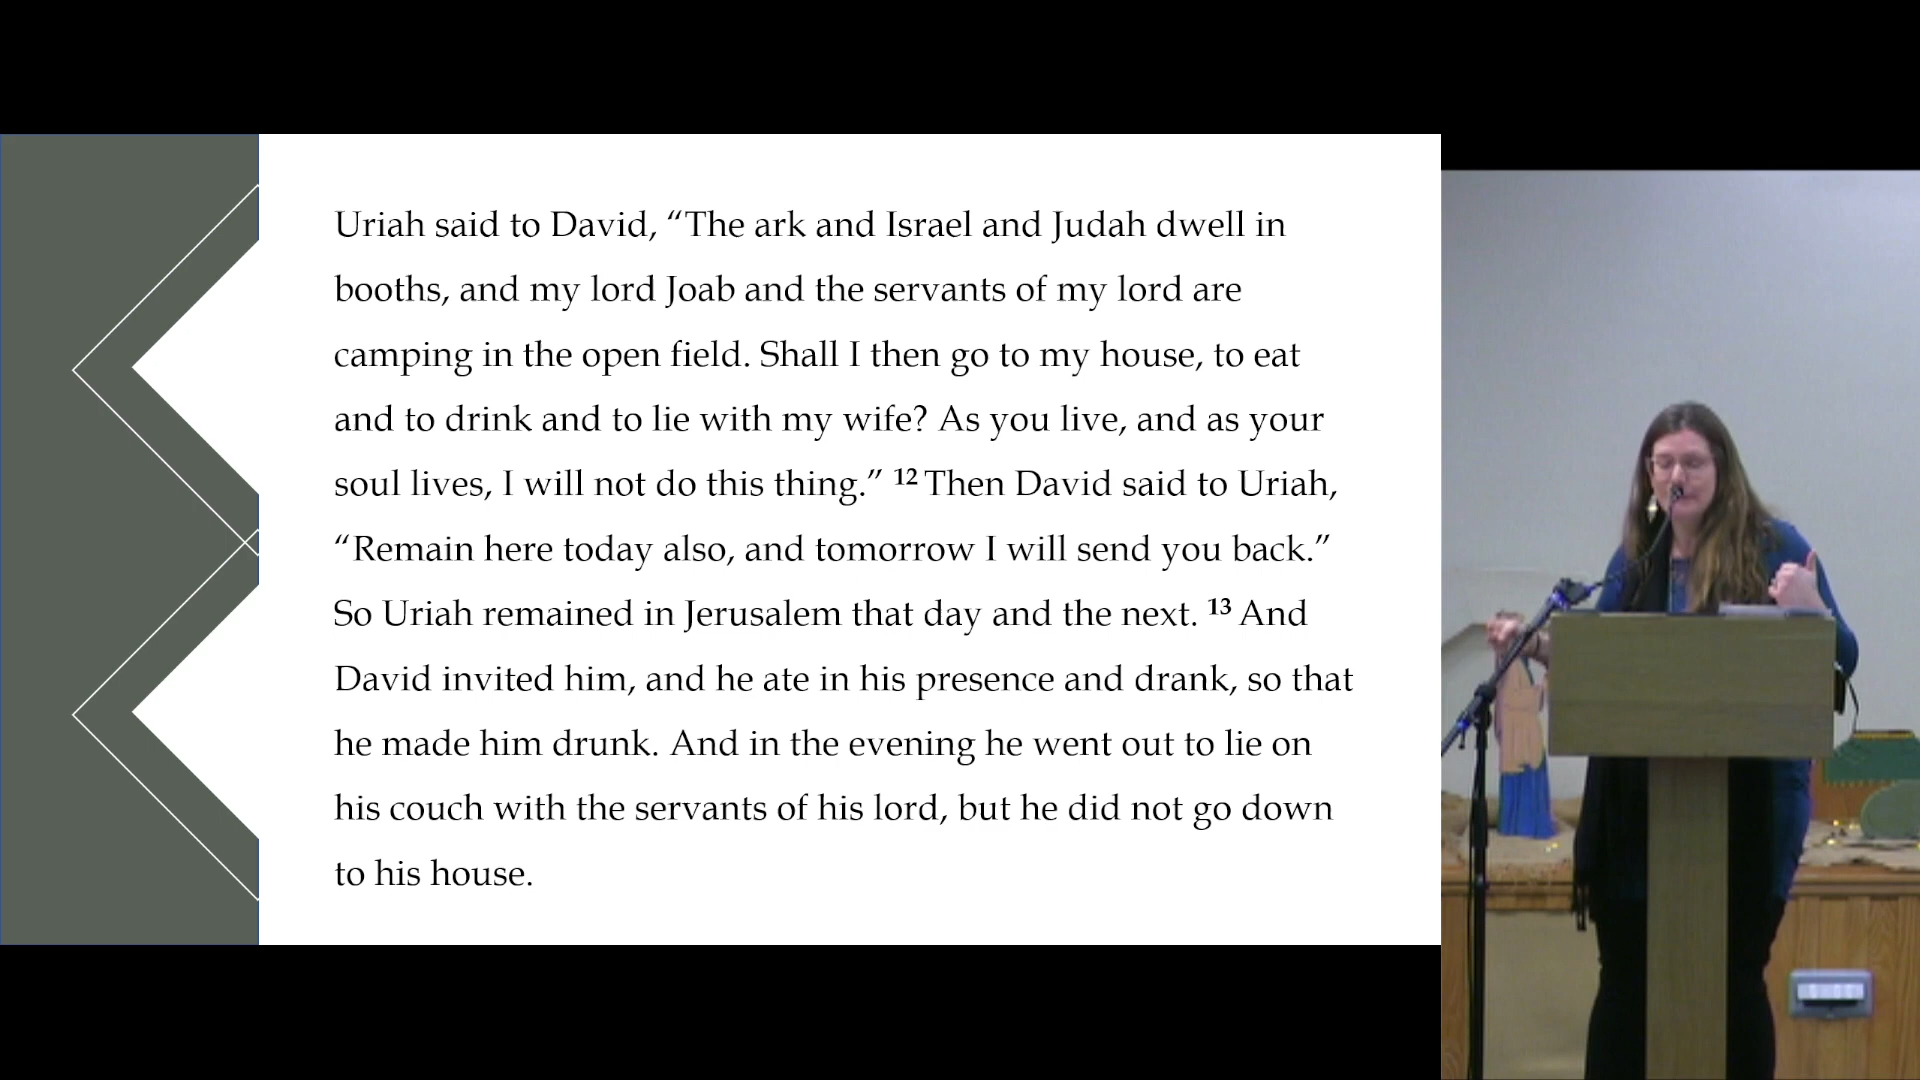 Uriah said to David, “The ark and Israel and Judah dwell in
booths, and my lord Joab and the servants of my lord are
camping in the open field. Shall I then go to my house, to eat
and to drink and to lie with my wife? As you live, and as your
soul lives, I will not do this thing.” 12 Then David said to Uriah,
“Remain here today also, and tomorrow I will send you back.”
So Uriah remained in Jerusalem that day and the next. 13 And
David invited him, and he ate in his presence and drank, so that
he made him drunk. And in the evening he went out to lie on
his couch with the servants of his lord, but he did not go down
to his house.